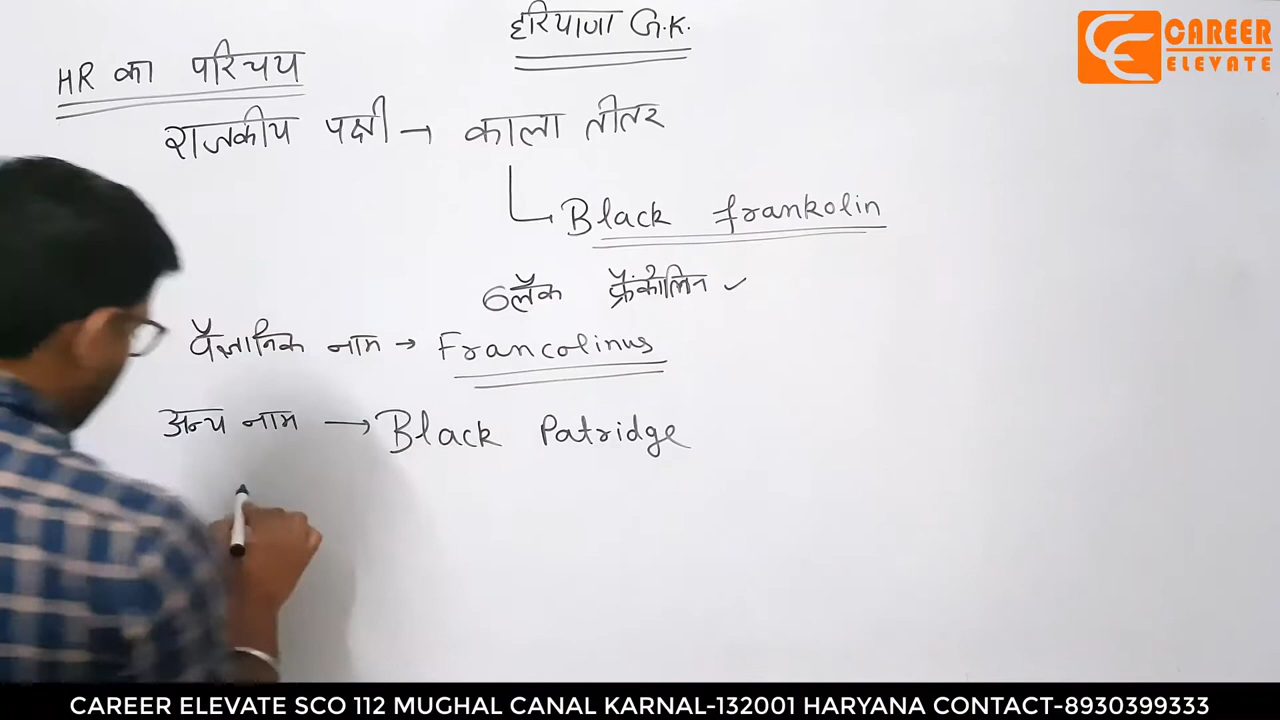 हरियाणा G.K.
CAREER
ELEVATE
HR का परिचय
राजकीय पक्षी → काला तीतर
Black frankolin
ब्लैक फ्रैंकोलिन ✓
वैज्ञानिक नाम → Francolinus
अन्य नाम → Black Patridge
CAREER ELEVATE SCO 112 MUGHAL CANAL KARNAL-132001 HARYANA CONTACT-8930399333